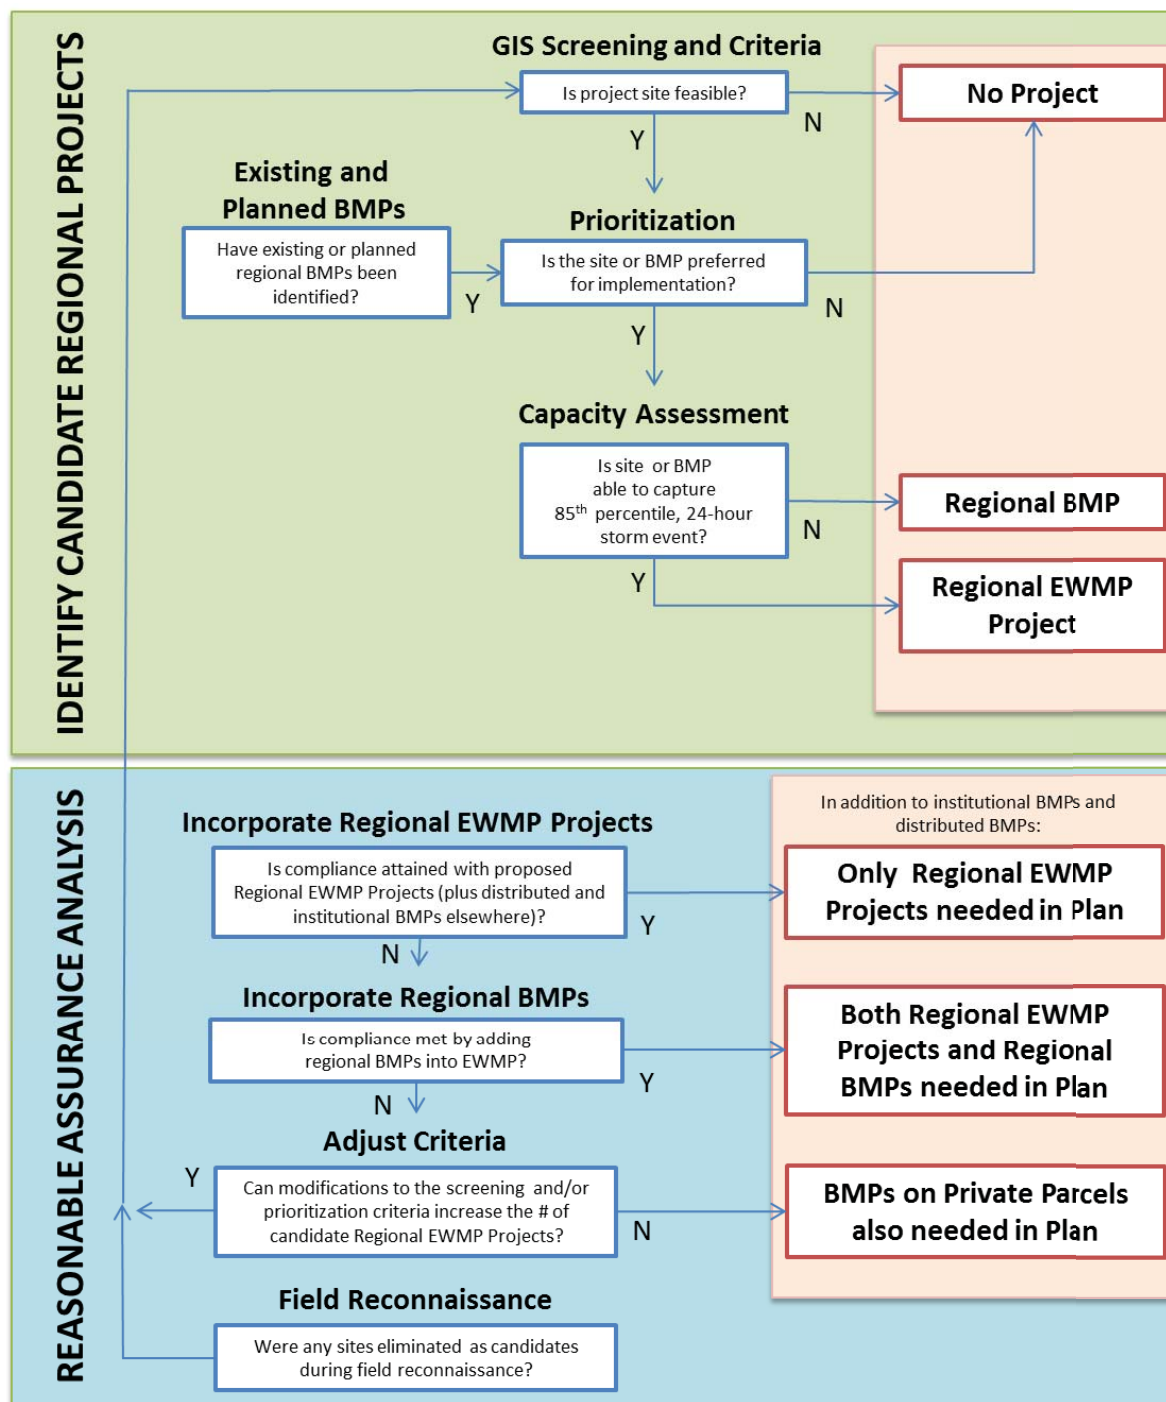 IDENTIFY CANDIDATE REGIONAL PROJECTS
GIS Screening and Criteria
Is project site feasible?
N
Y
No Project
Existing and
Planned BMPs
Have existing or planned
regional BMPs been
identified?
Y
Prioritization
Is the site or BMP preferred
for implementation?
N
Y
Capacity Assessment
Is site or BMP
able to capture
85th percentile, 24-hour
storm event?
N
Y
Regional BMP
Regional EWMP
Project
REASONABLE ASSURANCE ANALYSIS
In addition to institutional BMPs and
distributed BMPs:
Incorporate Regional EWMP Projects
Is compliance attained with proposed
Regional EWMP Projects (plus distributed and
institutional BMPs elsewhere)?
Y
N
Only Regional EWMP
Projects needed in Plan
Incorporate Regional BMPs
Is compliance met by adding
regional BMPs into EWMP?
Y
N
Both Regional EWMP
Projects and Regional
BMPs needed in Plan
Adjust Criteria
Y
Can modifications to the screening and/or
prioritization criteria increase the # of
candidate Regional EWMP Projects?
N
BMPs on Private Parcels
also needed in Plan
Field Reconnaissance
Were any sites eliminated as candidates
during field reconnaissance?